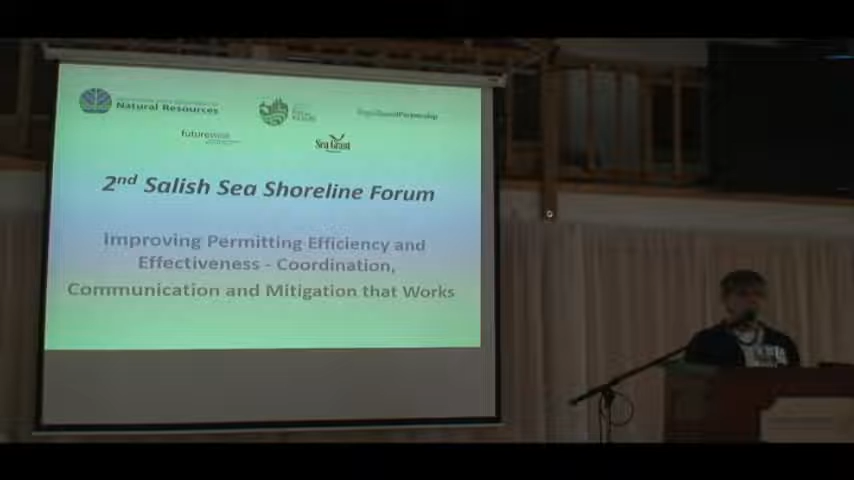 Natural Resources
futurewise
Sea Grant
2nd Salish Sea Shoreline Forum
Improving Permitting Efficiency and
Effectiveness - Coordination,
Communication and Mitigation that Works